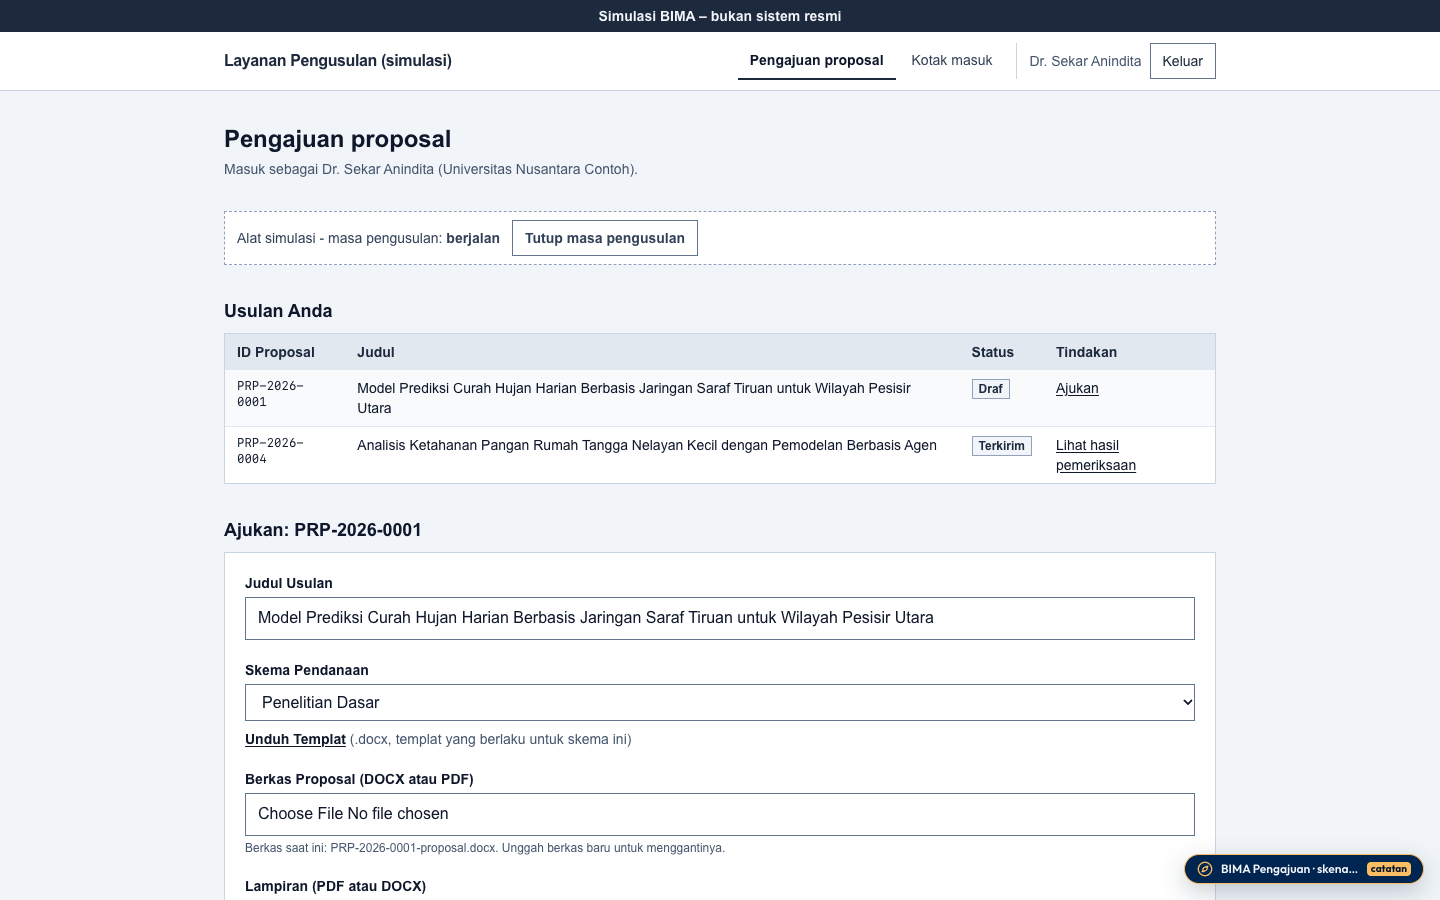 Simulasi BIMA – bukan sistem resmi
Layanan Pengusulan (simulasi)
Pengajuan proposal
Kotak masuk
Dr. Sekar Anindita
Keluar
Pengajuan proposal
Masuk sebagai Dr. Sekar Anindita (Universitas Nusantara Contoh).
Alat simulasi - masa pengusulan: berjalan
Tutup masa pengusulan
Usulan Anda
ID Proposal
Judul
Status
Tindakan
PRP-2026-
0001
Model Prediksi Curah Hujan Harian Berbasis Jaringan Saraf Tiruan untuk Wilayah Pesisir
Utara
Draf
Ajukan
PRP-2026-
0004
Analisis Ketahanan Pangan Rumah Tangga Nelayan Kecil dengan Pemodelan Berbasis Agen
Terkirim
Lihat hasil
pemeriksaan
Ajukan: PRP-2026-0001
Judul Usulan
Model Prediksi Curah Hujan Harian Berbasis Jaringan Saraf Tiruan untuk Wilayah Pesisir Utara
Skema Pendanaan
Penelitian Dasar
Unduh Templat (.docx, templat yang berlaku untuk skema ini)
Berkas Proposal (DOCX atau PDF)
Choose File No file chosen
Berkas saat ini: PRP-2026-0001-proposal.docx. Unggah berkas baru untuk menggantinya.
Lampiran (PDF atau DOCX)
BIMA Pengajuan · skena...
catatan